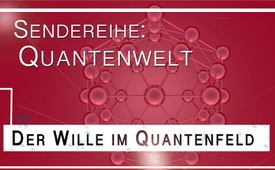 SENDEREIHE:
QUANTENWELT
DER WILLE IM QUANTENFELD